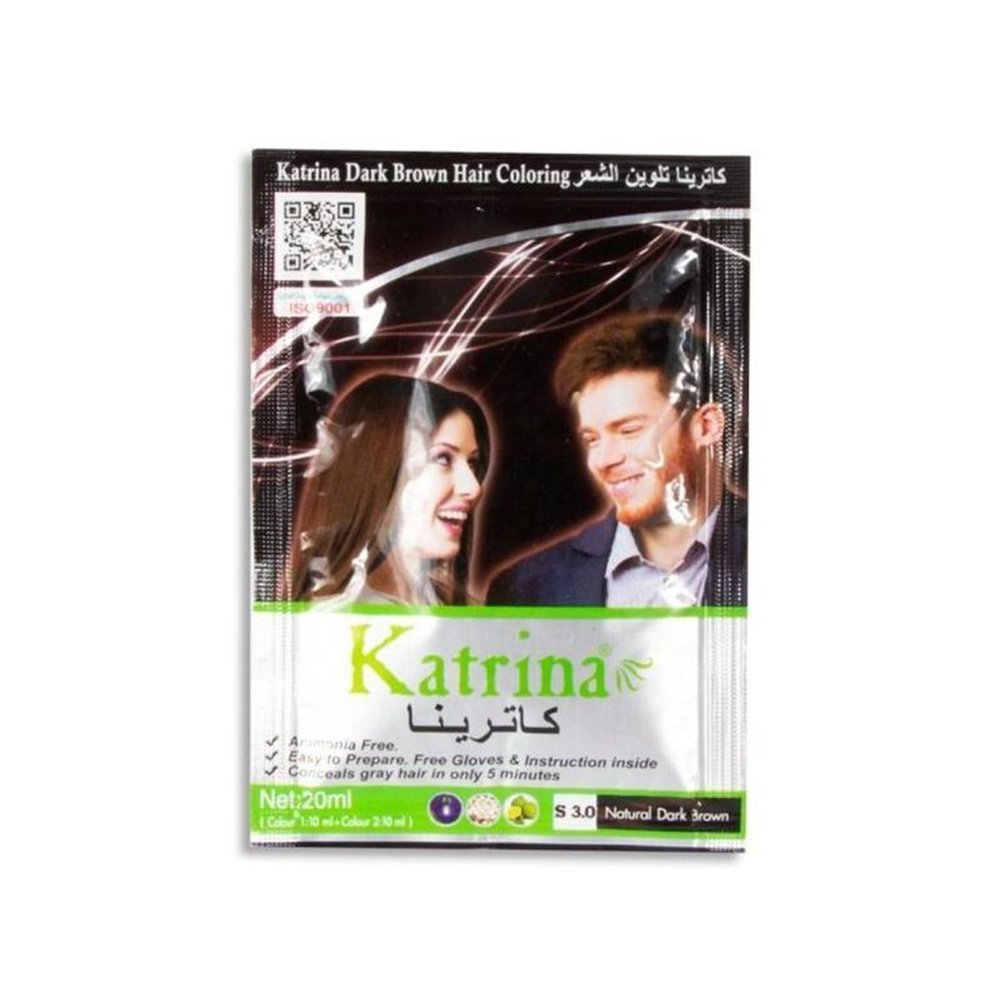 Katrina Dark Brown Hair Coloring كاترينا تلوين الشعر
ISO9001
Katrina®
كاترينا
Ammonia Free.
Easy to Prepare. Free Gloves & Instruction inside
Conceals gray hair in only 5 minutes
Net:20ml
( Colour 1:10 ml+Colour 2:10 ml )
S 3.0 Natural Dark Brown